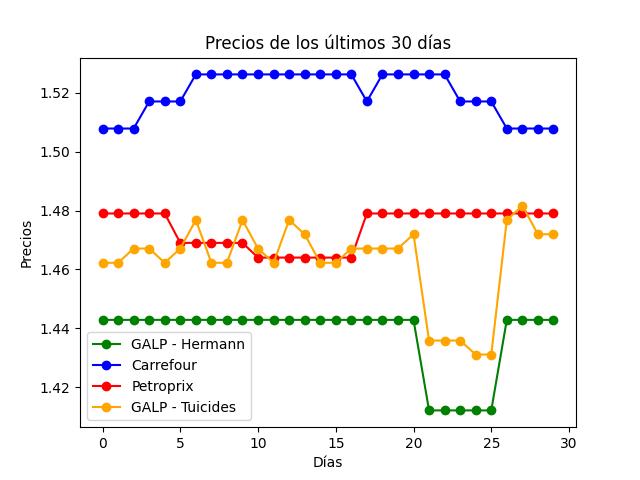 Precios de los últimos 30 días
Precios
1.52
1.50
1.48
1.46
1.44
1.42
GALP - Hermann
Carrefour
Petroprix
GALP - Tuicides
0 5 10 15 20 25 30
Días